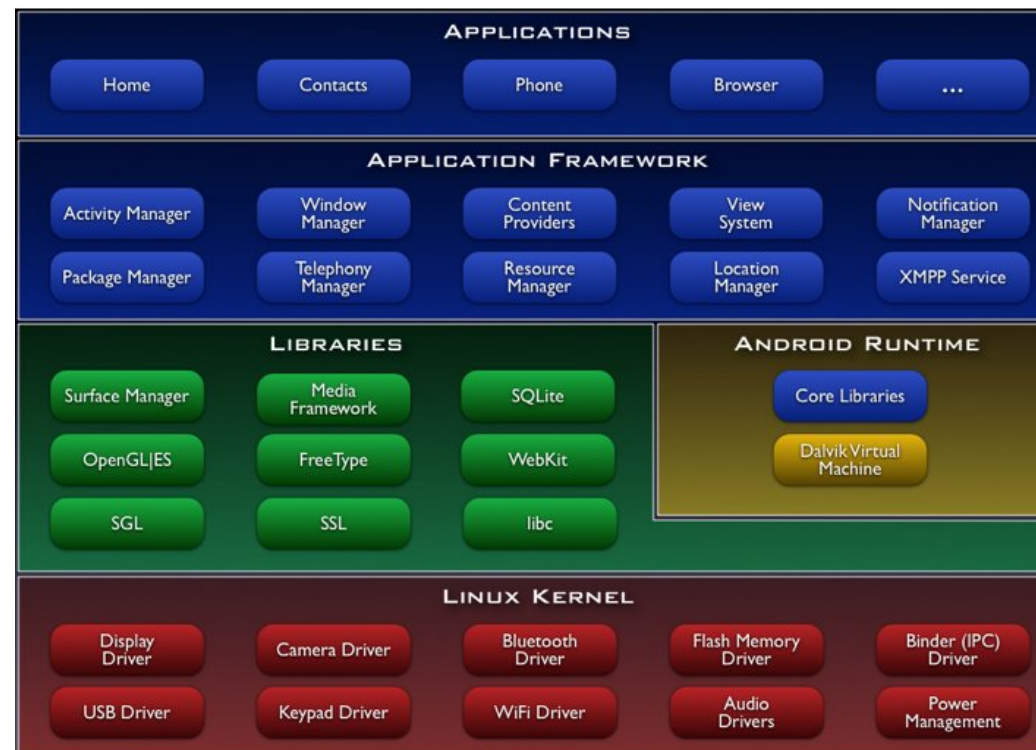 APPLICATIONS
Home Contacts Phone Browser ...
APPLICATION FRAMEWORK
Activity Manager
Window
Manager
Content
Providers
View
System
Notification
Manager
Package Manager
Telephony
Manager
Resource
Manager
Location
Manager
XMPP Service
LIBRARIES
Surface Manager
Media
Framework
SQLite
OpenGL|ES
FreeType
WebKit
SGL
SSL
libc
ANDROID RUNTIME
Core Libraries
Dalvik Virtual
Machine
LINUX KERNEL
Display
Driver
Camera Driver
Bluetooth
Driver
Flash Memory
Driver
Binder (IPC)
Driver
USB Driver
Keypad Driver
WiFi Driver
Audio
Drivers
Power
Management